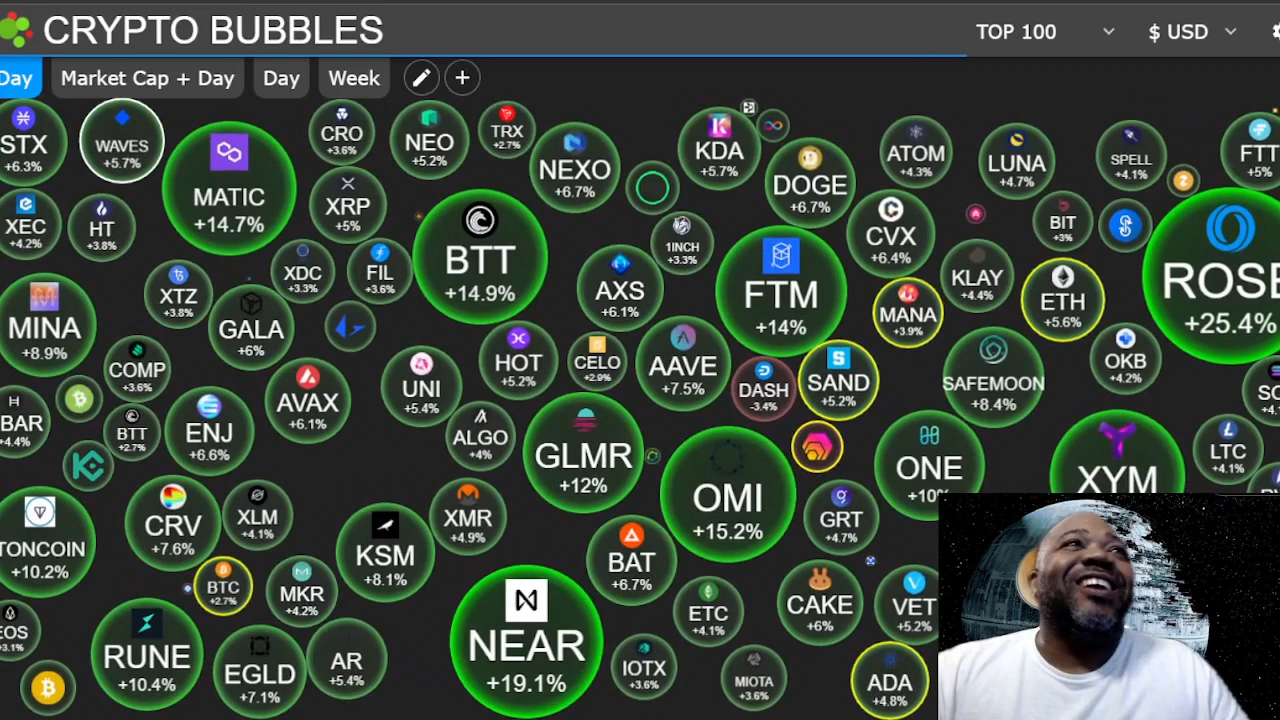 CRYPTO BUBBLES
TOP 100
$ USD
Day
Market Cap + Day
Day
Week
STX
+6.3%
WAVES
+5.7%
MATIC
+14.7%
CRO
+3.6%
NEO
+5.2%
TRX
+2.7%
NEXO
+6.7%
KDA
+5.7%
DOGE
+6.7%
ATOM
+4.3%
LUNA
+4.7%
SPELL
+4.1%
FTT
+5%
XEC
+4.2%
HT
+3.8%
XRP
+5%
BTT
+14.9%
1INCH
+3.3%
CVX
+6.4%
BIT
+3%
ROSE
+25.4%
XTZ
+3.8%
XDC
+3.3%
FIL
+3.6%
AXS
+6.1%
FTM
+14%
KLAY
+4.4%
ETH
+5.6%
MINA
+8.9%
GALA
+6%
MANA
+3.9%
COMP
+3.6%
HOT
+5.2%
CELO
+2.9%
AAVE
+7.5%
DASH
-3.4%
SAND
+5.2%
SAFEMOON
+8.4%
OKB
+4.2%
BAR
+4.4%
BTT
+2.7%
ENJ
+6.6%
AVAX
+6.1%
UNI
+5.4%
ALGO
+4%
GLMR
+12%
ONE
+10%
XYM
LTC
+4.1%
TONCOIN
+10.2%
CRV
+7.6%
XLM
+4.1%
KSM
+8.1%
XMR
+4.9%
OMI
+15.2%
GRT
+4.7%
BTC
+2.7%
MKR
+4.2%
BAT
+6.7%
ETC
+4.1%
CAKE
+6%
VET
+5.2%
EOS
+3.1%
RUNE
+10.4%
EGLD
+7.1%
AR
+5.4%
NEAR
+19.1%
IOTX
+3.6%
MIOTA
+3.6%
ADA
+4.8%